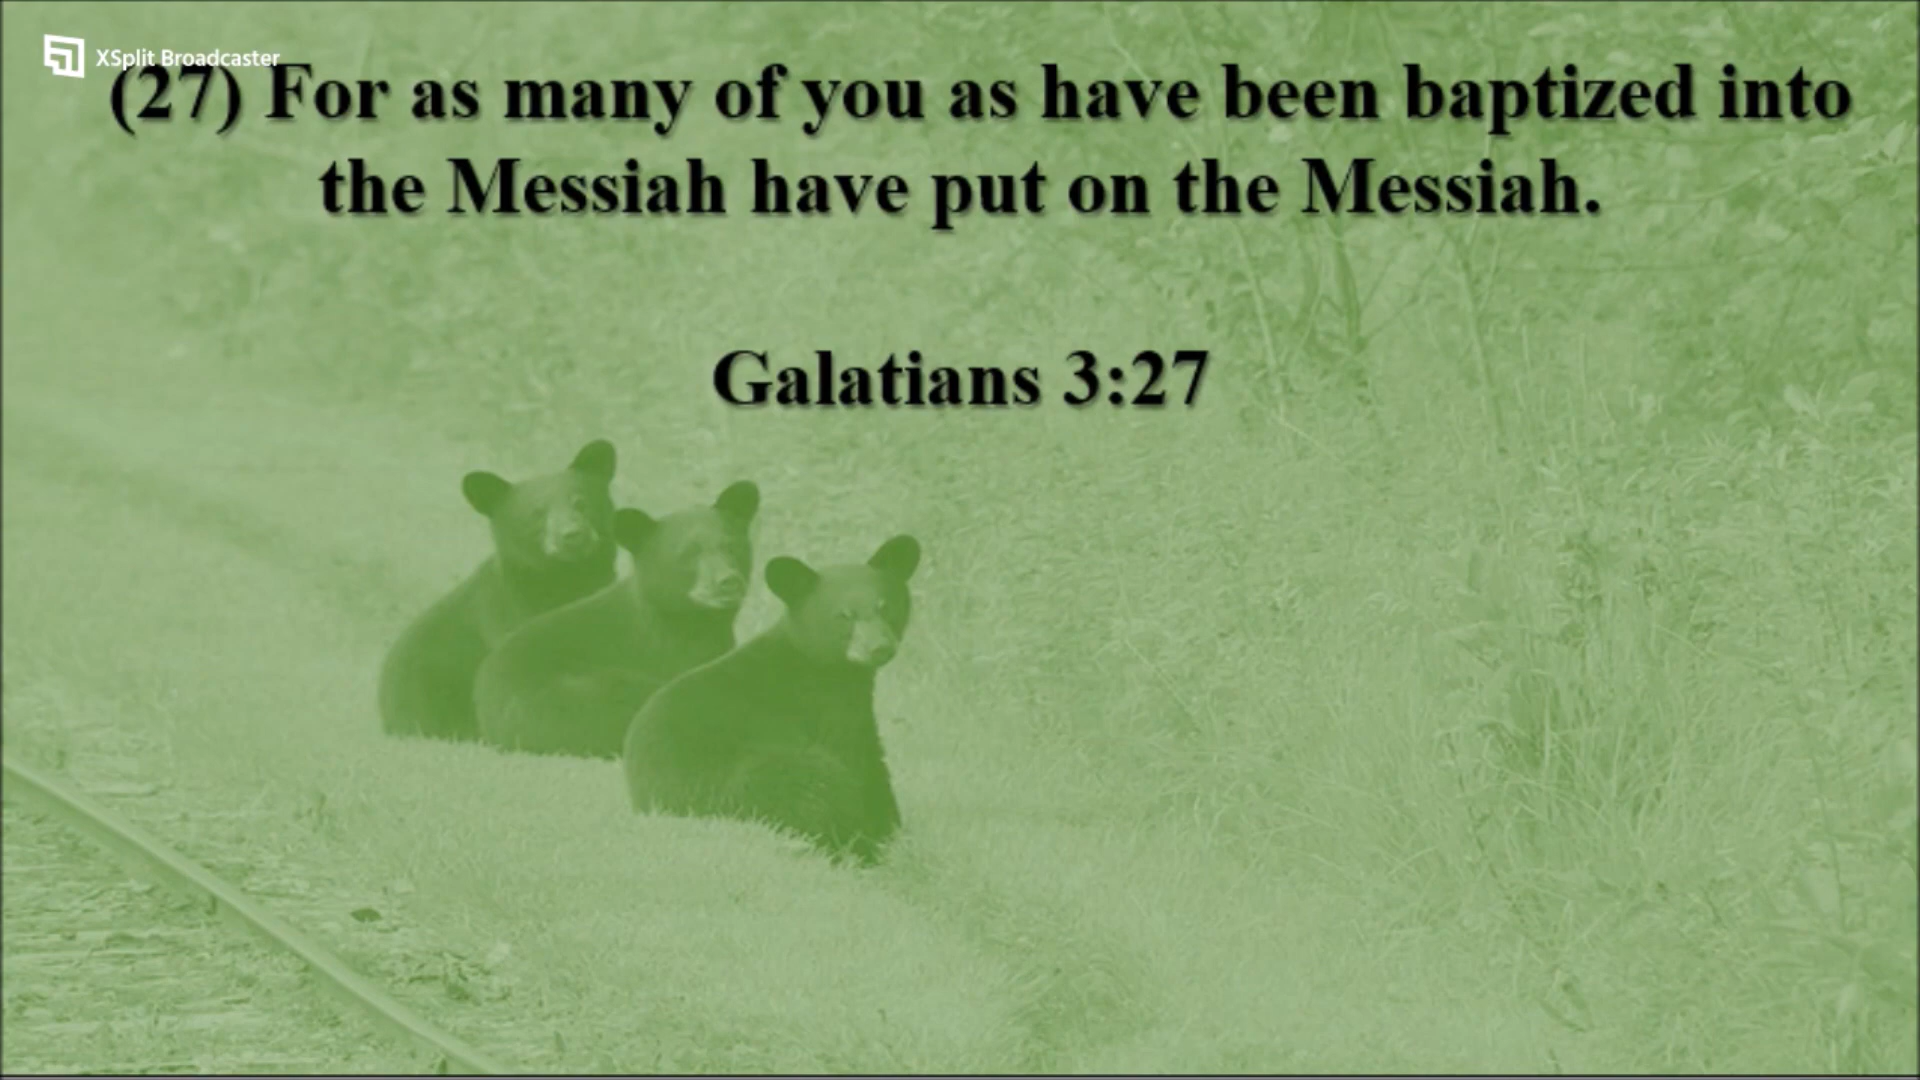 XSplit Broadcaster
(27) For as many of you as have been baptized into
the Messiah have put on the Messiah.
Galatians 3:27